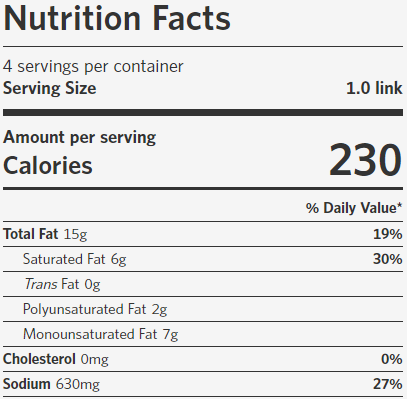 Nutrition Facts
4 servings per container
Serving Size 1.0 link
Amount per serving
Calories 230
% Daily Value*
Total Fat 15g 19%
Saturated Fat 6g 30%
Trans Fat 0g
Polyunsaturated Fat 2g
Monounsaturated Fat 7g
Cholesterol 0mg 0%
Sodium 630mg 27%